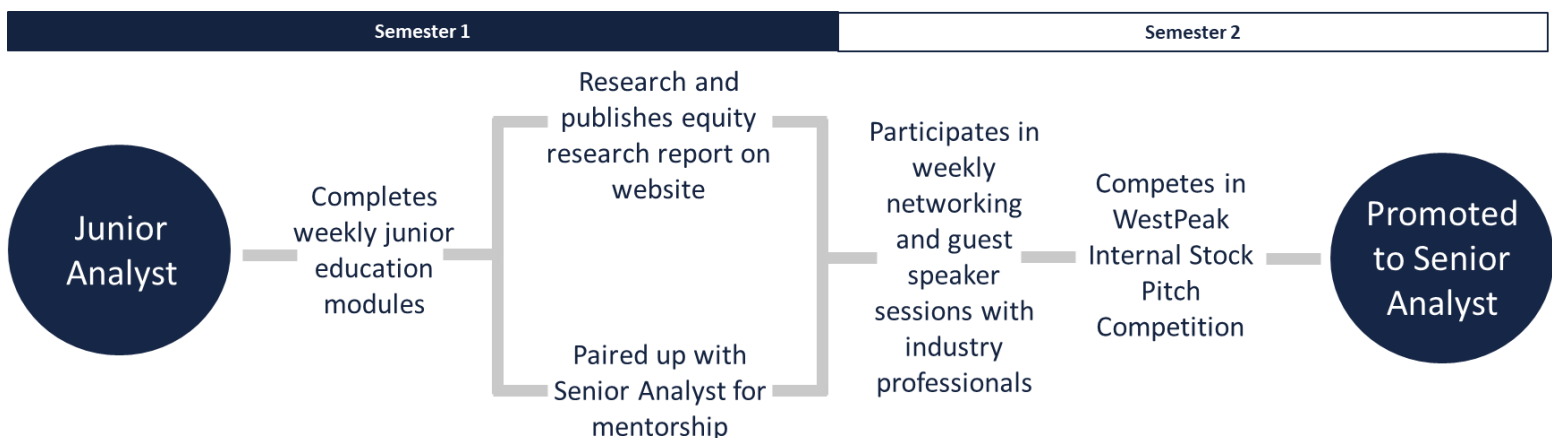 Semester 1
Semester 2
Junior
Analyst
Completes
weekly junior
education
modules
Research and
publishes equity
research report on
website
Paired up with
Senior Analyst for
mentorship
Participates in
weekly
networking
and guest
speaker
sessions with
industry
professionals
Competes in
WestPeak
Internal Stock
Pitch
Competition
Promoted
to Senior
Analyst